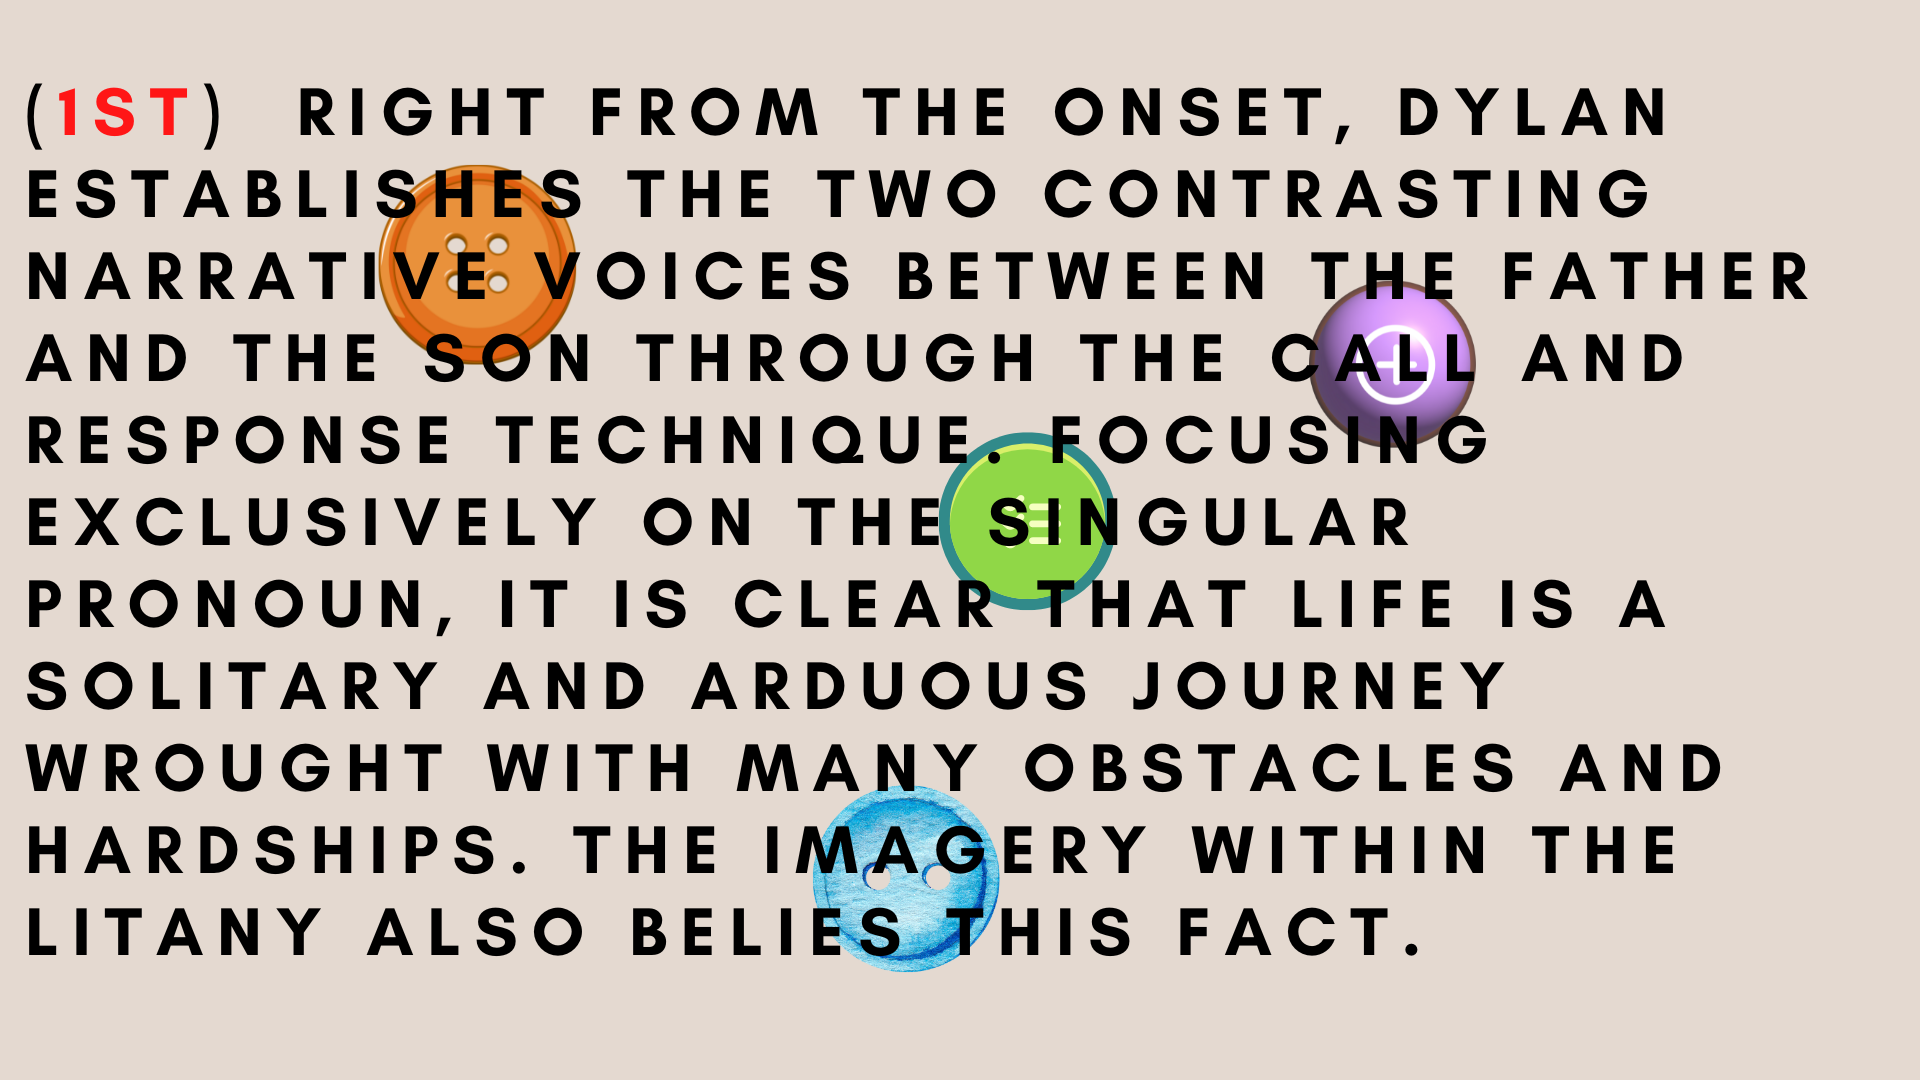 (1ST) RIGHT FROM THE ONSET, DYLAN
ESTABLISHES THE TWO CONTRASTING
NARRATIVE VOICES BETWEEN THE FATHER
AND THE SON THROUGH THE CALL AND
RESPONSE TECHNIQUE. FOCUSING
EXCLUSIVELY ON THE SINGULAR
PRONOUN, IT IS CLEAR THAT LIFE IS A
SOLITARY AND ARDUOUS JOURNEY
WROUGHT WITH MANY OBSTACLES AND
HARDSHIPS. THE IMAGERY WITHIN THE
LITANY ALSO BELIES THIS FACT.